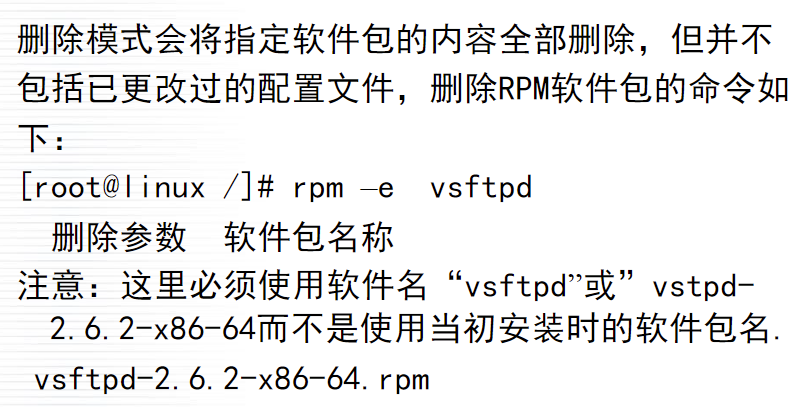 删除模式会将指定软件包的内容全部删除，但并不
包括已更改过的配置文件，删除RPM软件包的命令如
下：
[root@linux /]# rpm –e  vsftpd
删除参数  软件包名称
注意：这里必须使用软件名“vsftpd”或”vstpd-
2.6.2-x86-64而不是使用当初安装时的软件包名.
vsftpd-2.6.2-x86-64.rpm